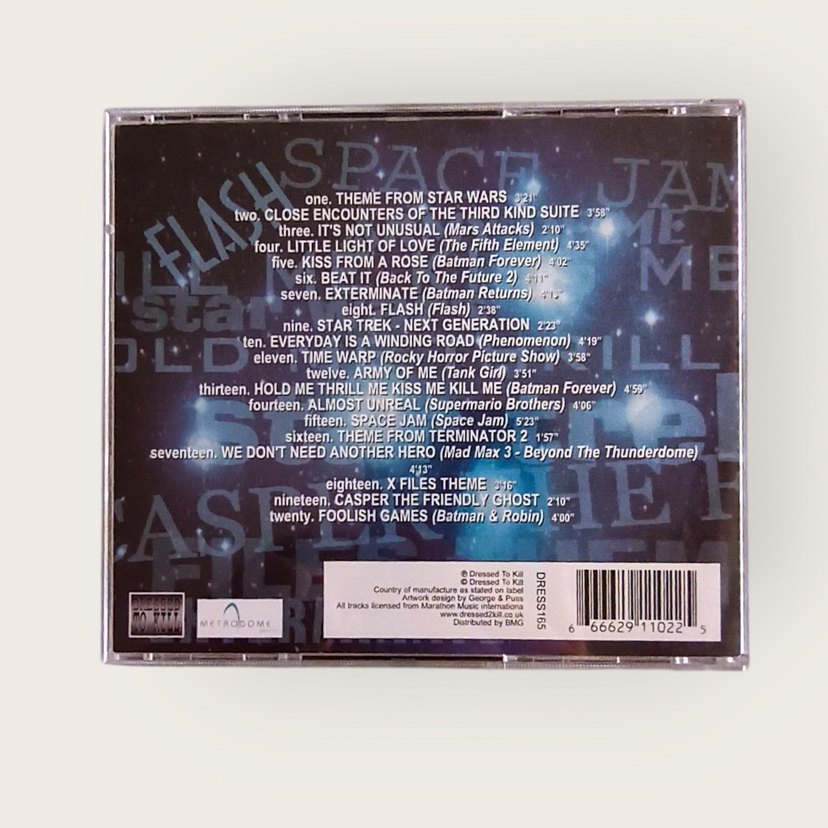 FLASH
SPACE JAM
one. THEME FROM STAR WARS 3'21"
two. CLOSE ENCOUNTERS OF THE THIRD KIND SUITE 3'58"
three. IT'S NOT UNUSUAL (Mars Attacks) 2'10"
four. LITTLE LIGHT OF LOVE (The Fifth Element) 4'35"
five. KISS FROM A ROSE (Batman Forever) 4'02"
six. BEAT IT (Back To The Future 2) 4'11"
seven. EXTERMINATE (Batman Returns)
eight. FLASH (Flash) 2'38"
nine. STAR TREK - NEXT GENERATION 2'23"
ten. EVERYDAY IS A WINDING ROAD (Phenomenon) 4'19"
eleven. TIME WARP (Rocky Horror Picture Show) 3'58"
twelve. ARMY OF ME (Tank Girl) 3'51"
thirteen. HOLD ME THRILL ME KISS ME KILL ME (Batman Forever) 4'59"
fourteen. ALMOST UNREAL (Supermario Brothers) 4'06"
fifteen. SPACE JAM (Space Jam) 5'23"
sixteen. THEME FROM TERMINATOR 2 1'57"
seventeen. WE DON'T NEED ANOTHER HERO (Mad Max 3 - Beyond The Thunderdome)
4'13"
eighteen. X FILES THEME 3'16"
nineteen. CASPER THE FRIENDLY GHOST 2'10"
twenty. FOOLISH GAMES (Batman & Robin) 4'00"
CASPER THE F
DRESSED
TO KILL
METRODOME
℗ Dressed To Kill
© Dressed To Kill
Country of manufacture as stated on label
Artwork design by George & Puss
All tracks licensed from Marathon Music internationa
www.dressed2kill.co.uk
Distributed by BMG
DRESS165
6 66629 11022 5